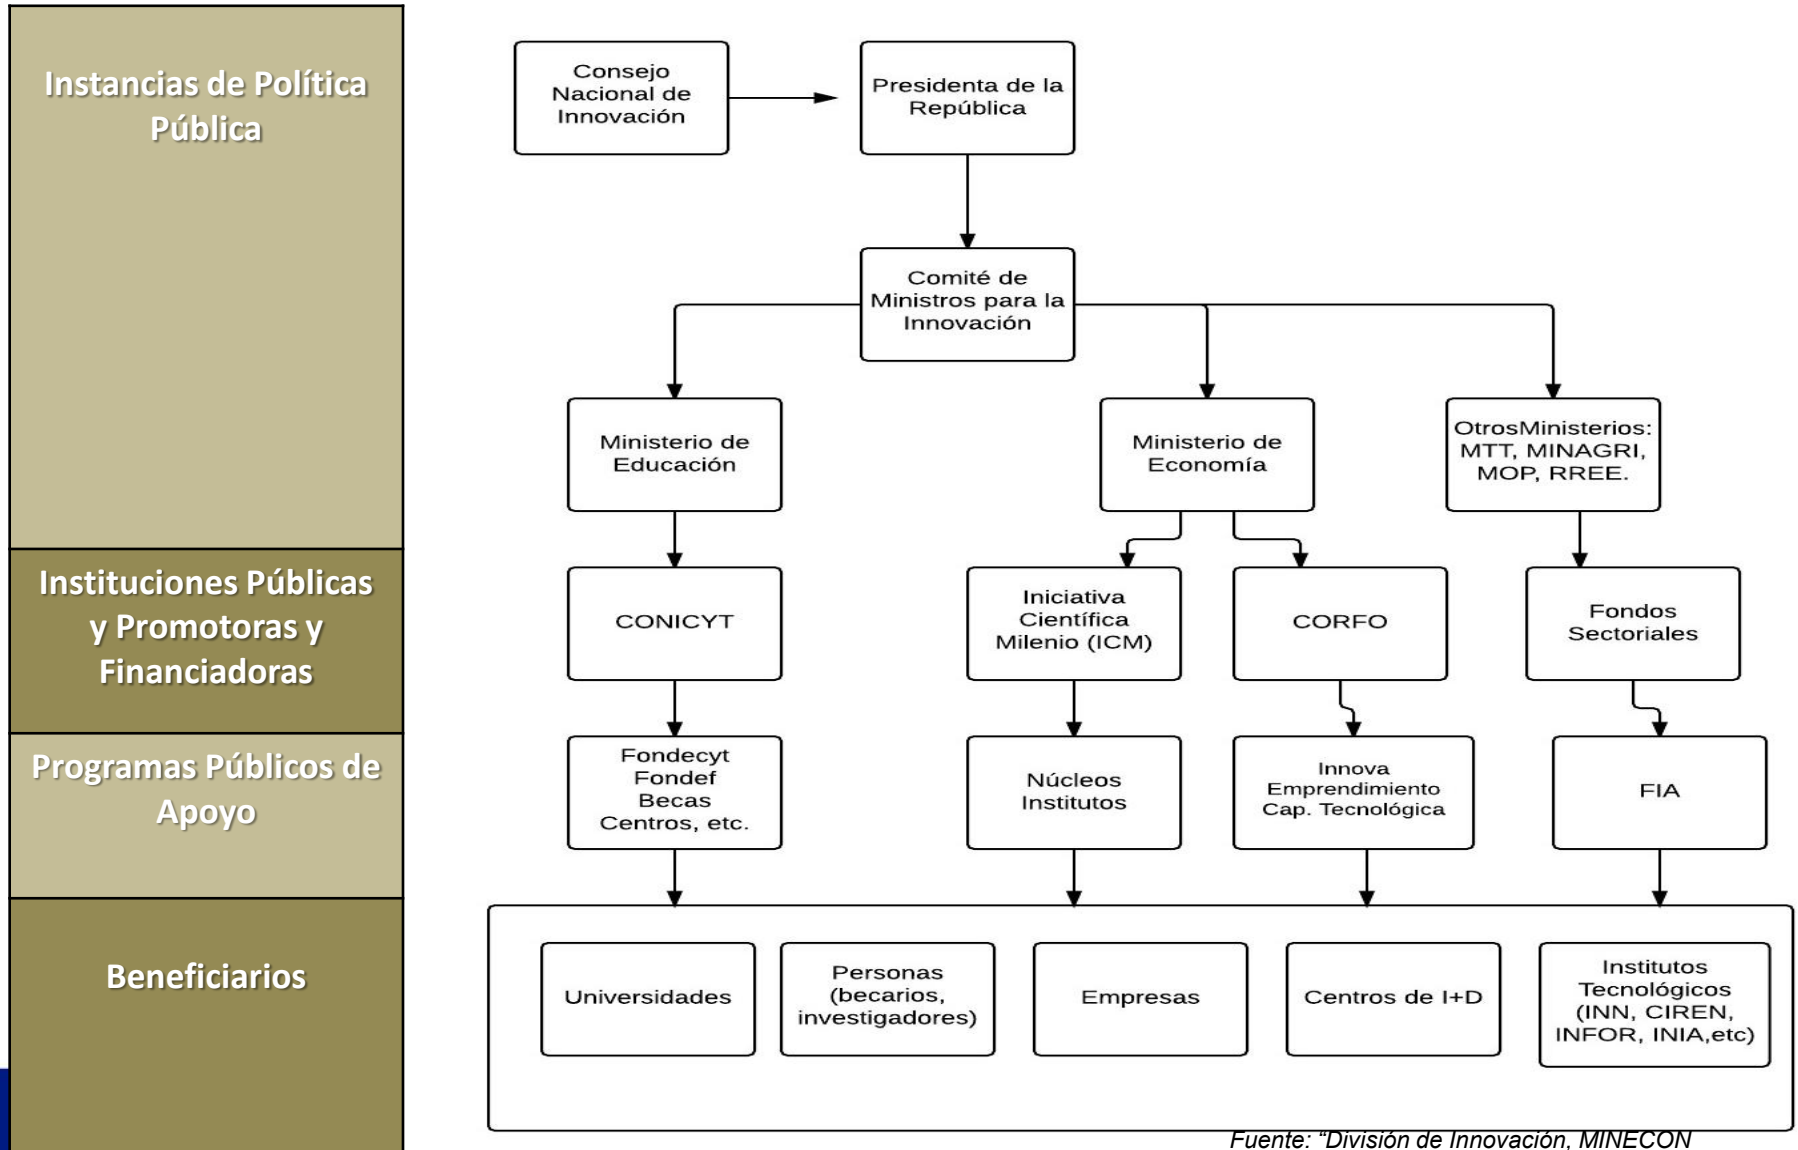 Instancias de Política
Pública
Consejo
Nacional de
Innovación
Presidenta de la
República
Comité de
Ministros para la
Innovación
Ministerio de
Educación
Ministerio de
Economía
OtrosMinisterios:
MTT, MINAGRI,
MOP, RREE.
Instituciones Públicas
y Promotoras y
Financiadoras
CONICYT
Iniciativa
Científica
Milenio (ICM)
CORFO
Fondos
Sectoriales
Programas Públicos de
Apoyo
Fondecyt
Fondef
Becas
Centros, etc.
Núcleos
Institutos
Innova
Emprendimiento
Cap. Tecnológica
FIA
Beneficiarios
Universidades
Personas
(becarios,
investigadores)
Empresas
Centros de I+D
Institutos
Tecnológicos
(INN, CIREN,
INFOR, INIA,etc)
Fuente: “División de Innovación, MINECON